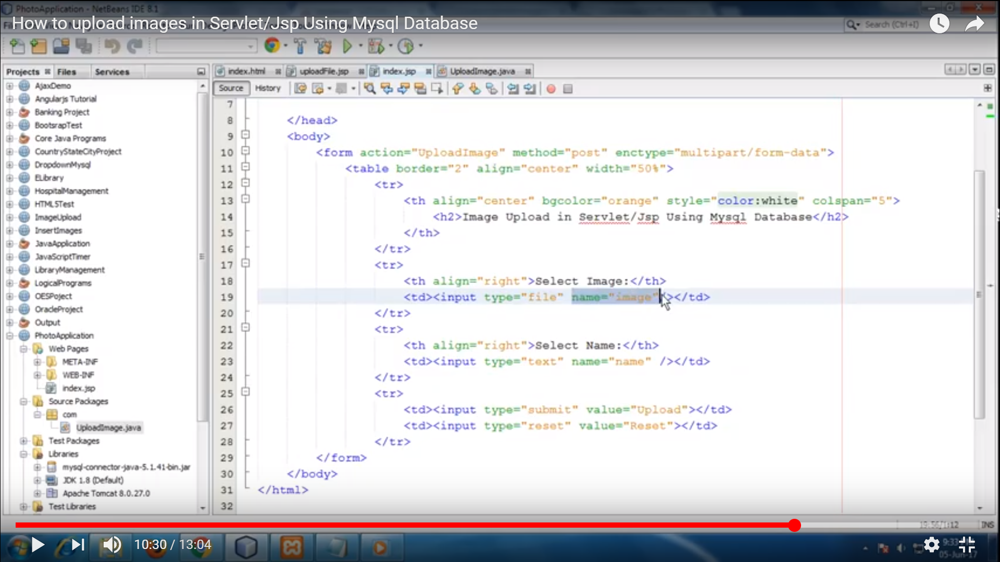 PhotoApplication - NetBeans IDE 8.1
How to upload images in Servlet/Jsp Using Mysql Database
Search (Ctrl+I)
Projects
Files
Services
index.html
uploadFile.jsp
index.jsp
UploadImage.java
Source
History
AjaxDemo
Angularjs Tutorial
Banking Project
BootsrapTest
Core Java Programs
CountryStateCityProject
DropdownMysql
ELibrary
HospitalManagement
HTML5Test
ImageUpload
InsertImages
JavaApplication
JavaScriptTimer
LibraryManagement
LogicalPrograms
OESPoject
OracleProject
Output
PhotoApplication
Web Pages
META-INF
WEB-INF
index.jsp
Source Packages
com
UploadImage.java
Test Packages
Libraries
mysql-connector-java-5.1.41-bin.jar
JDK 1.8 (Default)
Apache Tomcat 8.0.27.0
Test Libraries
7
8 </head>
9 <body>
10 <form action="UploadImage" method="post" enctype="multipart/form-data">
11 <table border="2" align="center" width="50%">
12 <tr>
13 <th align="center" bgcolor="orange" style="color:white" colspan="5">
14 <h2>Image Upload in Servlet/Jsp Using Mysql Database</h2>
15 </th>
16 </tr>
17 <tr>
18 <th align="right">Select Image:</th>
19 <td><input type="file" name="image"/></td>
20 </tr>
21 <tr>
22 <th align="right">Select Name:</th>
23 <td><input type="text" name="name" /></td>
24 </tr>
25 <tr>
26 <td><input type="submit" value="Upload"></td>
27 <td><input type="reset" value="Reset"></td>
28 </tr>
29 </form>
30 </body>
31 </html>
32
19:56/1:12
INS
10:30 / 13:04
05-Jun-17